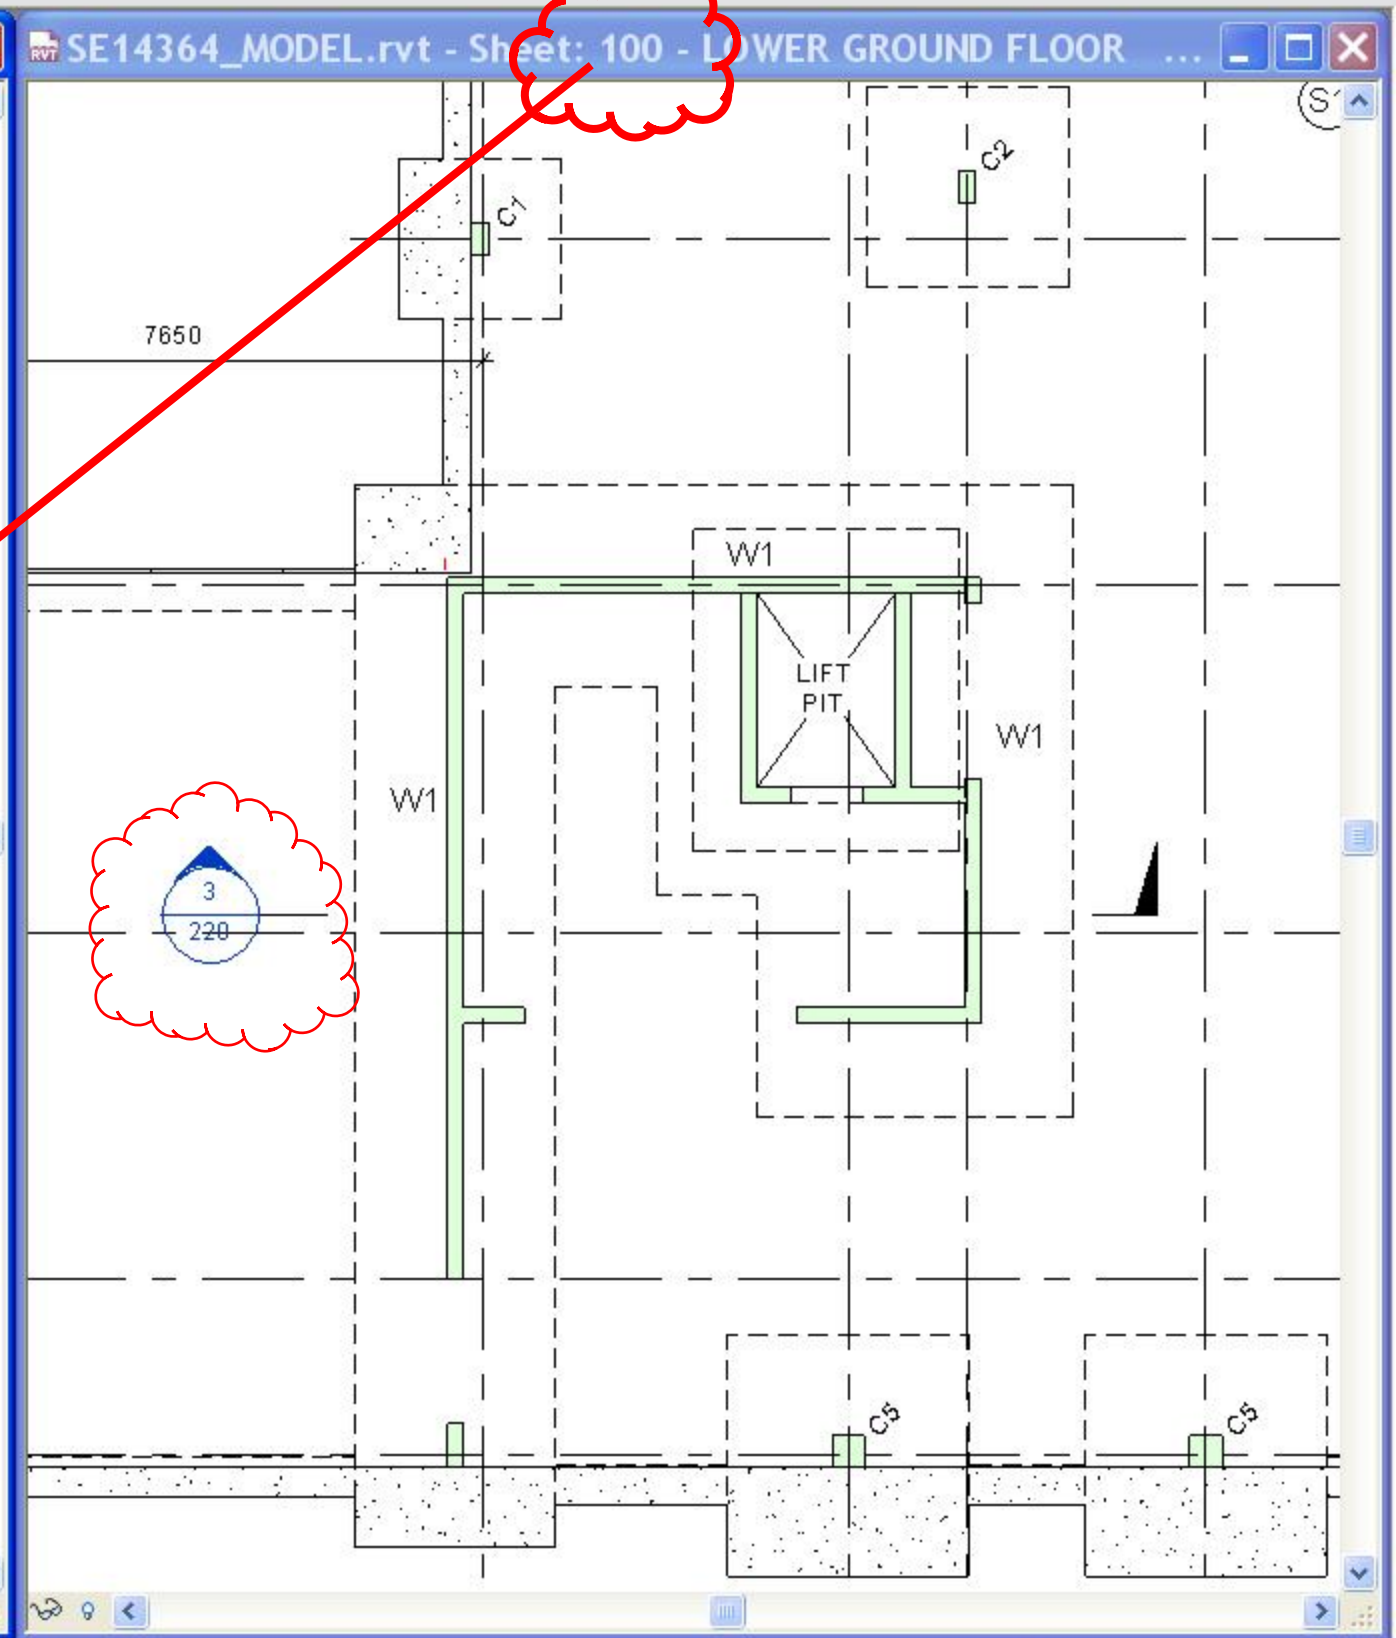 SE14364_MODEL.rvt - Sheet: 100 - LOWER GROUND FLOOR ...
C2
C1
7650
W1
LIFT
PIT
W1
W1
3
220
C5
C5